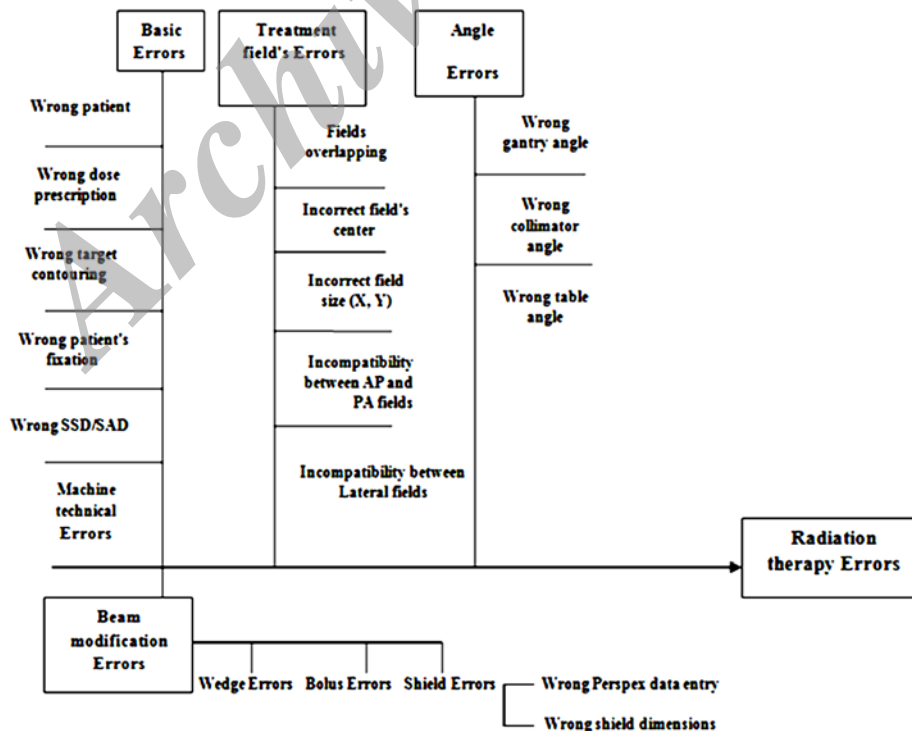 Basic
Errors
Wrong patient
Wrong dose
prescription
Wrong target
contouring
Wrong patient's
fixation
Wrong SSD/SAD
Machine
technical
Errors
Treatment
field's Errors
Fields
overlapping
Incorrect field's
center
Incorrect field
size (X, Y)
Incompatibility
between AP and
PA fields
Incompatibility between
Lateral fields
Angle
Errors
Wrong
gantry angle
Wrong
collimator
angle
Wrong table
angle
Radiation
therapy Errors
Beam
modification
Errors
Wedge Errors
Bolus Errors
Shield Errors
Wrong Perspex data entry
Wrong shield dimensions